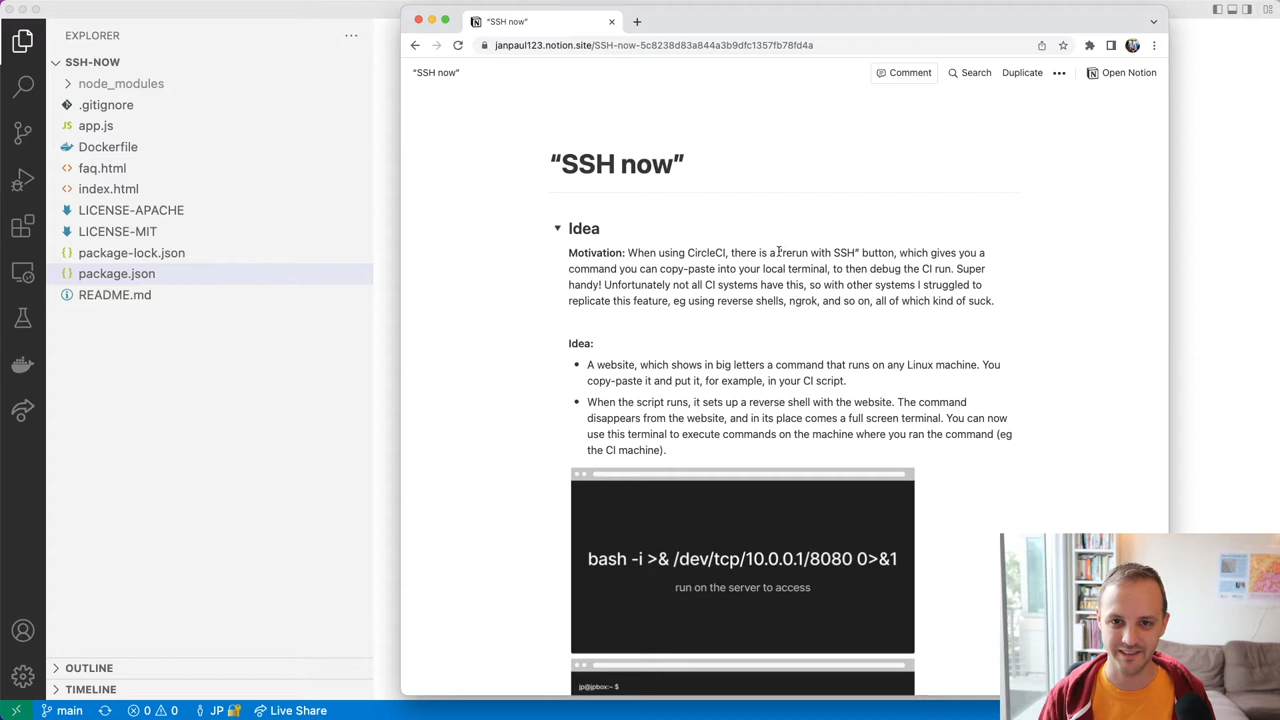 EXPLORER
SSH-NOW
node_modules
.gitignore
app.js
Dockerfile
faq.html
index.html
LICENSE-APACHE
LICENSE-MIT
package-lock.json
package.json
README.md
OUTLINE
TIMELINE
main
0
0
JP
Live Share
“SSH now”
janpaul123.notion.site/SSH-now-5c8238d83a844a3b9dfc1357fb78fd4a
“SSH now”
Comment
Search
Duplicate
Open Notion
“SSH now”
Idea
Motivation: When using CircleCI, there is a rerun with SSH” button, which gives you a
command you can copy-paste into your local terminal, to then debug the CI run. Super
handy! Unfortunately not all CI systems have this, so with other systems I struggled to
replicate this feature, eg using reverse shells, ngrok, and so on, all of which kind of suck.
Idea:
• A website, which shows in big letters a command that runs on any Linux machine. You
copy-paste it and put it, for example, in your CI script.
• When the script runs, it sets up a reverse shell with the website. The command
disappears from the website, and in its place comes a full screen terminal. You can now
use this terminal to execute commands on the machine where you ran the command (eg
the CI machine).
bash -i >& /dev/tcp/10.0.0.1/8080 0>&1
run on the server to access
jp@jpbox:~ $